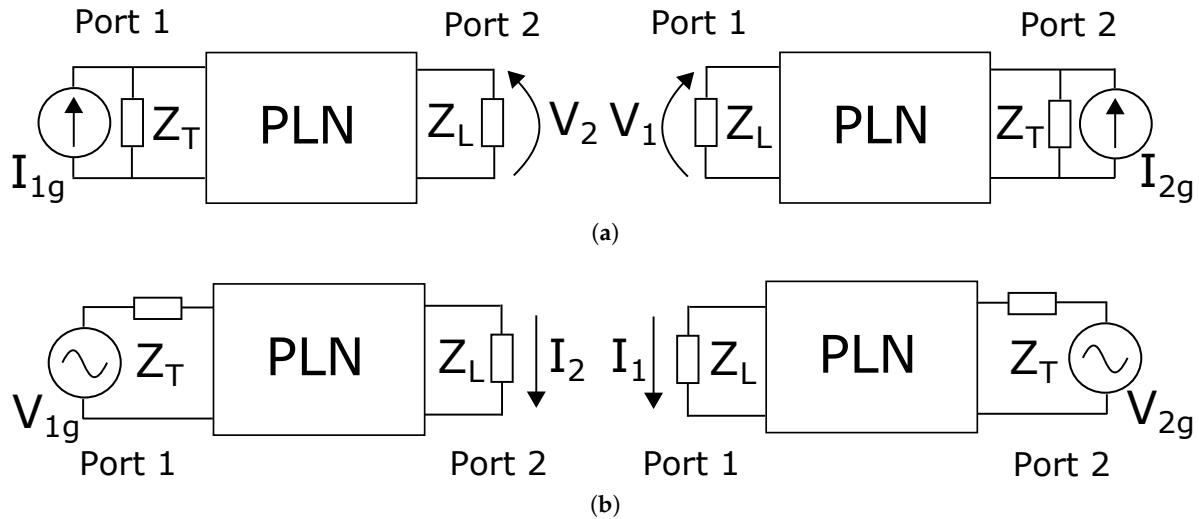 Port 1 Port 2 Port 1 Port 2
I1g ZT PLN ZL V2 V1 ZL PLN ZT I2g
(a)
V1g ZT PLN ZL I2 I1 ZL PLN ZT V2g
Port 1 Port 2 Port 1 Port 2
(b)